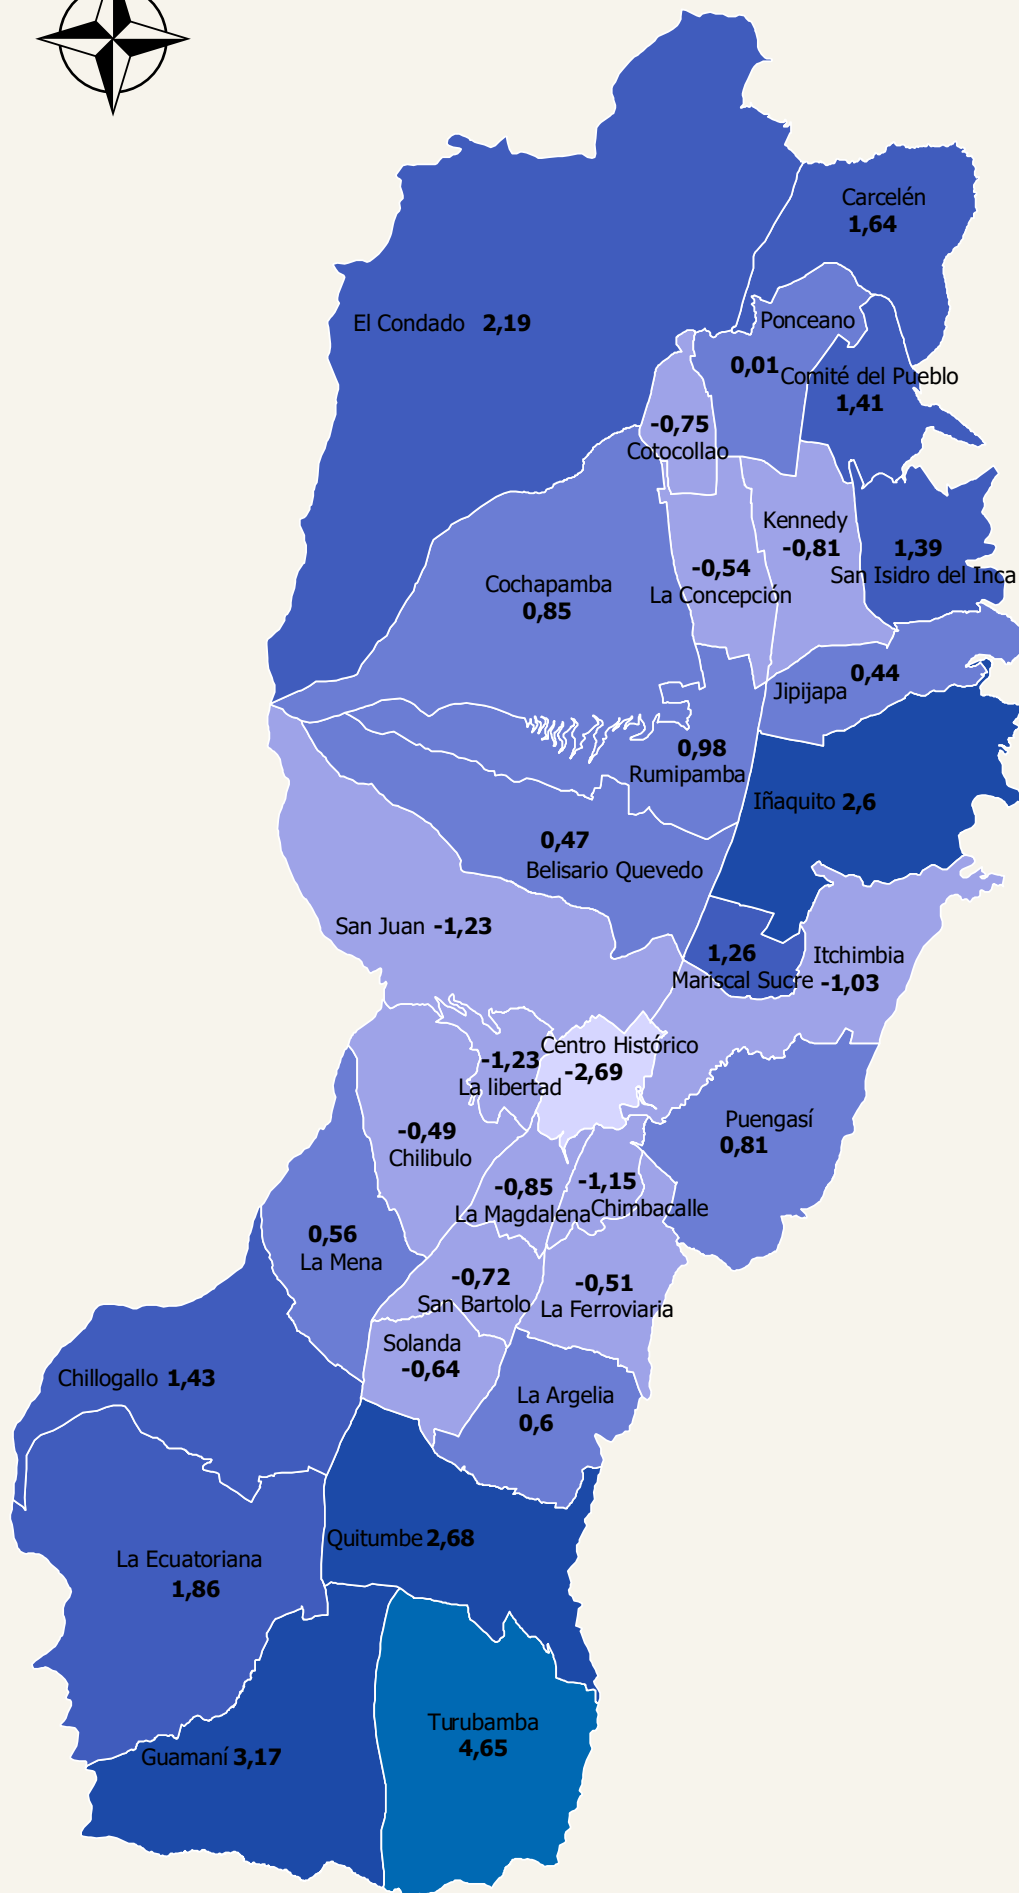 Carcelén
1,64
El Condado 2,19
Ponceano
0,01
Comité del Pueblo
1,41
-0,75
Cotocollao
Kennedy
-0,81
1,39
San Isidro del Inca
-0,54
La Concepción
Cochapamba
0,85
0,44
Jipijapa
0,98
Rumipamba
Iñaquito 2,6
0,47
Belisario Quevedo
San Juan -1,23
1,26
Mariscal Sucre
Itchimbia
-1,03
Centro Histórico
-2,69
-1,23
La libertad
Puengasí
0,81
-0,49
Chilibulo
-0,85
La Magdalena
-1,15
Chimbacalle
0,56
La Mena
-0,72
San Bartolo
-0,51
La Ferroviaria
Solanda
-0,64
Chillogallo 1,43
La Argelia
0,6
Quitumbe 2,68
La Ecuatoriana
1,86
Turubamba
4,65
Guamaní 3,17